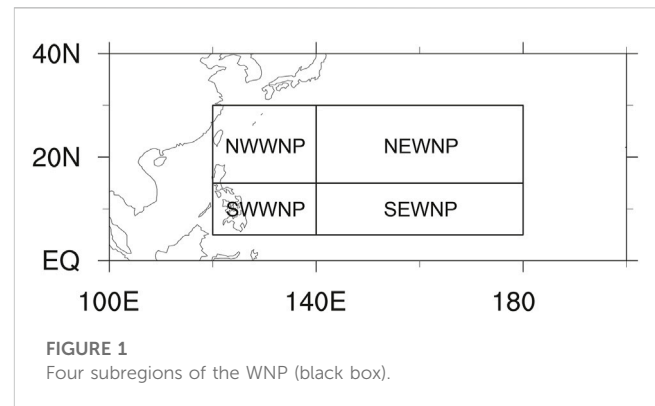 40N
NWWNP NEWNP
20N
SWWNP SEWNP
EQ
100E 140E 180
FIGURE 1
Four subregions of the WNP (black box).